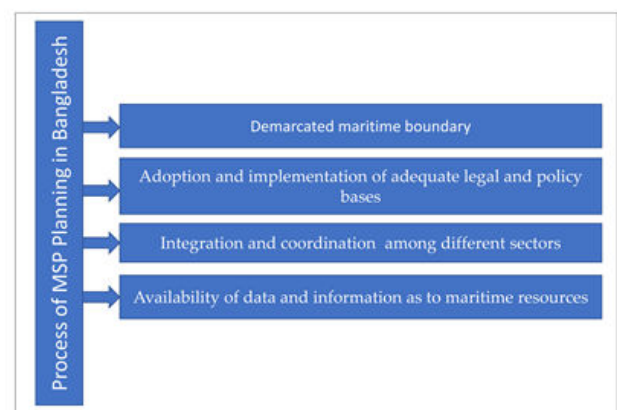 Process of MSP Planning in Bangladesh
Demarcated maritime boundary
Adoption and implementation of adequate legal and policy
bases
Integration and coordination among different sectors
Availability of data and information as to maritime resources